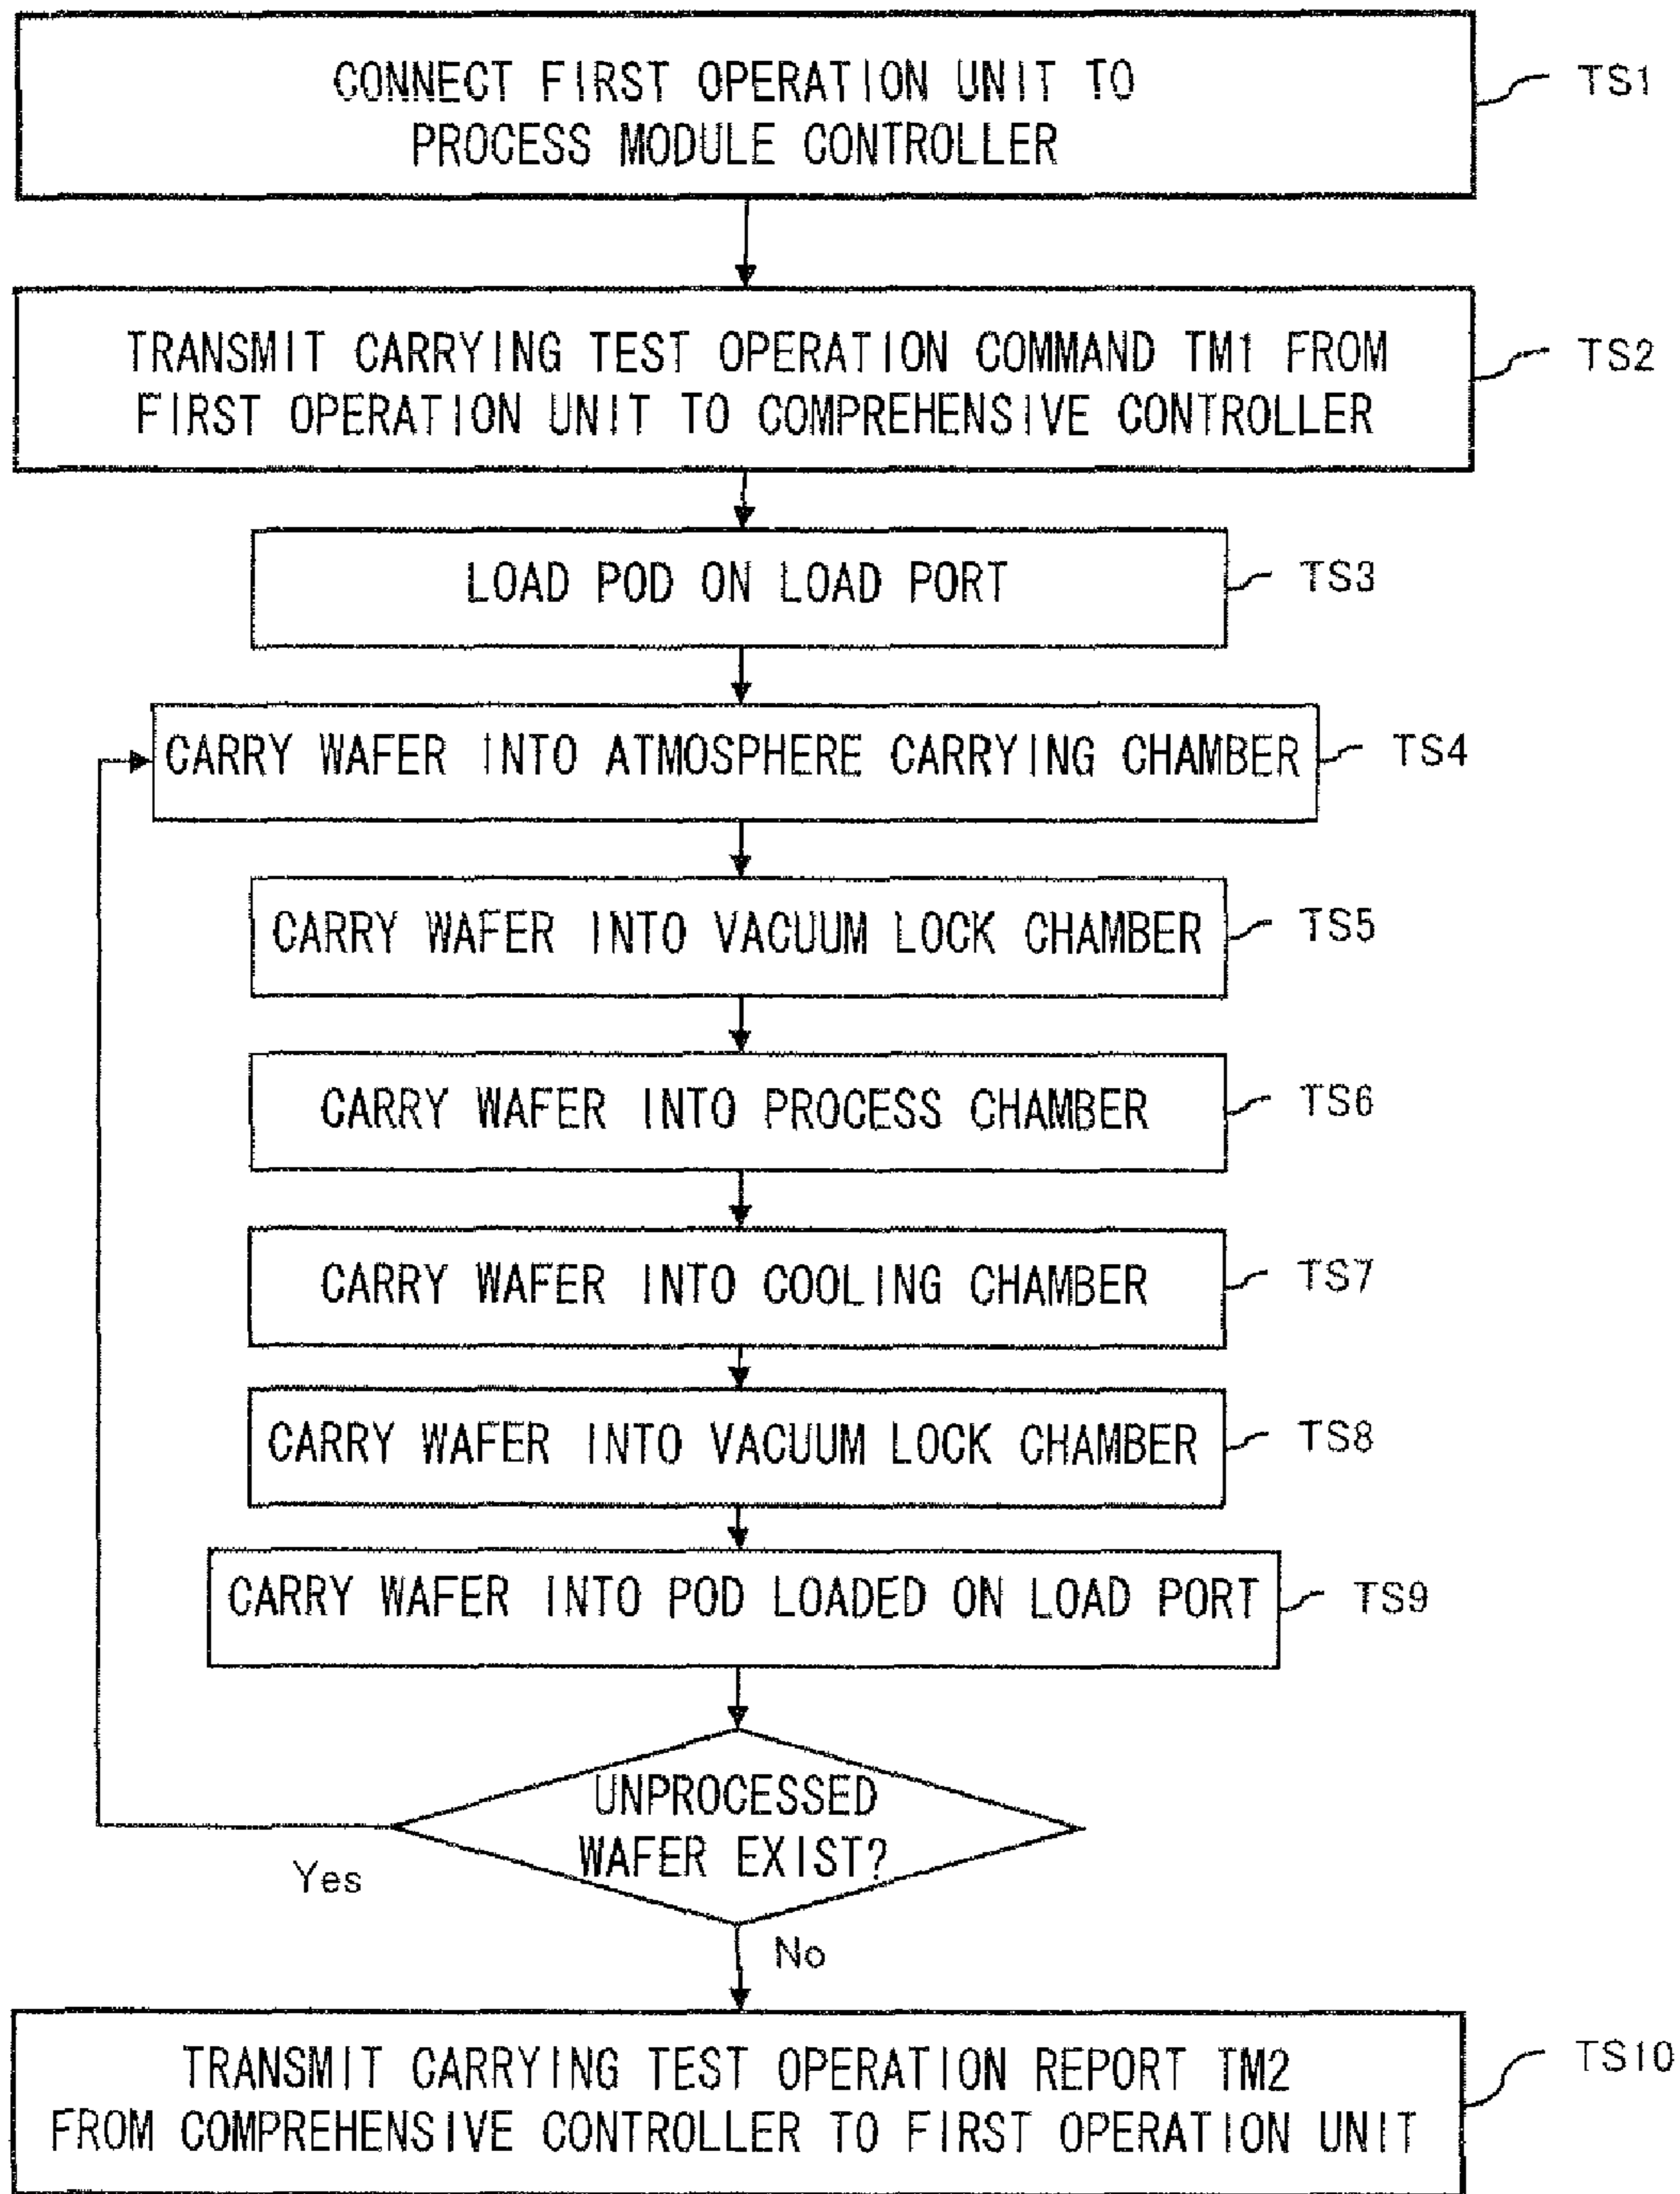 CONNECT FIRST OPERATION UNIT TO
PROCESS MODULE CONTROLLER
TS1
TRANSMIT CARRYING TEST OPERATION COMMAND TM1 FROM
FIRST OPERATION UNIT TO COMPREHENSIVE CONTROLLER
TS2
LOAD POD ON LOAD PORT
TS3
CARRY WAFER INTO ATMOSPHERE CARRYING CHAMBER
TS4
CARRY WAFER INTO VACUUM LOCK CHAMBER
TS5
CARRY WAFER INTO PROCESS CHAMBER
TS6
CARRY WAFER INTO COOLING CHAMBER
TS7
CARRY WAFER INTO VACUUM LOCK CHAMBER
TS8
CARRY WAFER INTO POD LOADED ON LOAD PORT
TS9
UNPROCESSED
WAFER EXIST?
Yes
No
TRANSMIT CARRYING TEST OPERATION REPORT TM2
FROM COMPREHENSIVE CONTROLLER TO FIRST OPERATION UNIT
TS10